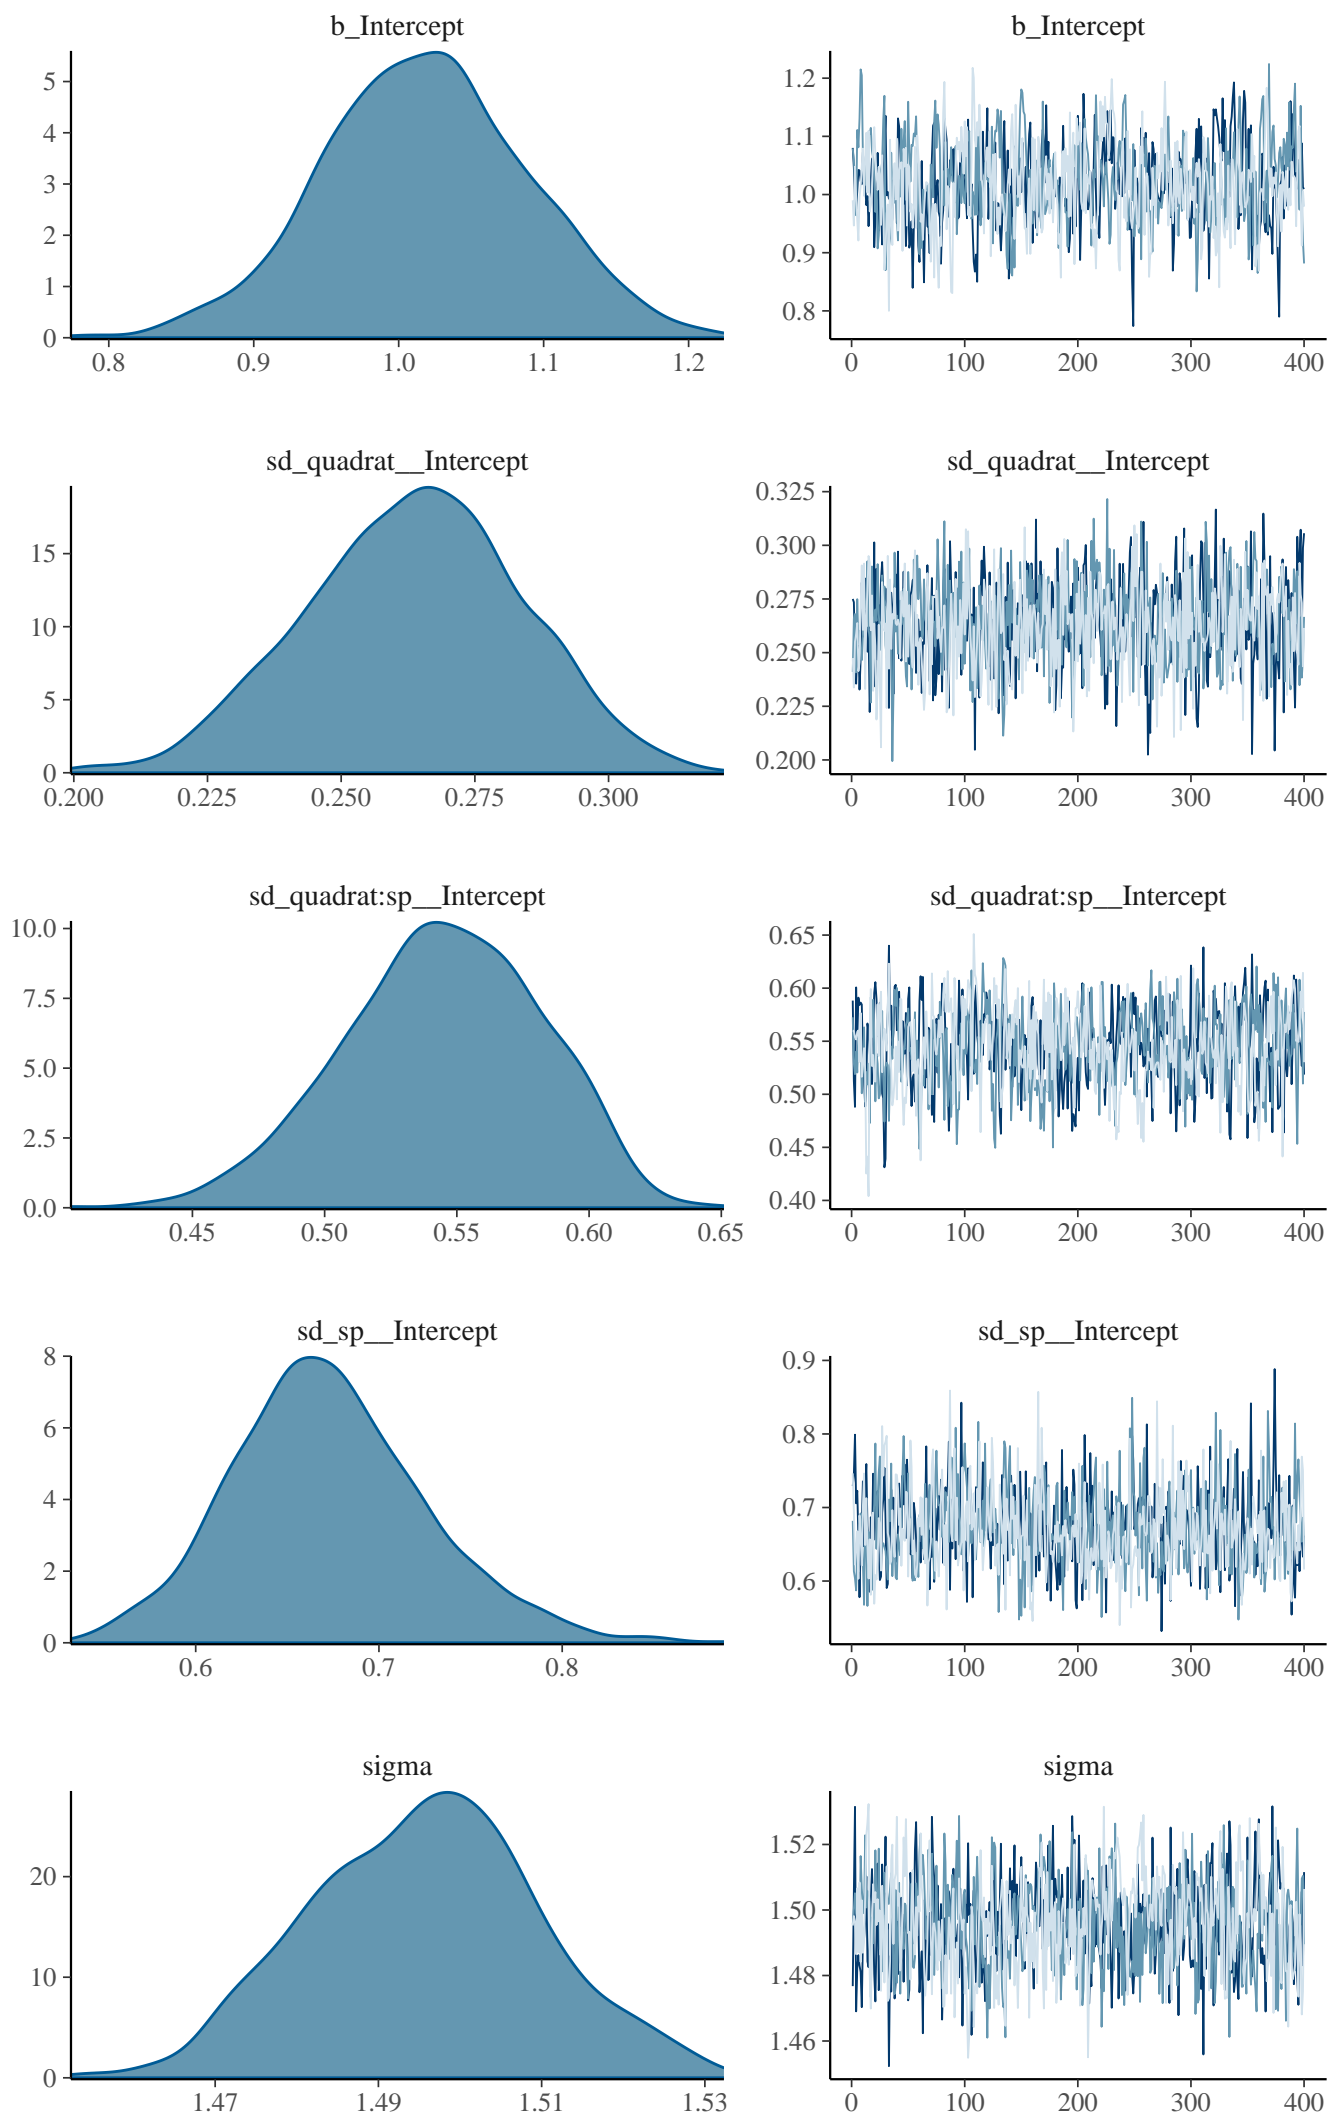 b_Intercept
5
4
3
2
1
0
0.8 0.9 1.0 1.1 1.2
b_Intercept
1.2
1.1
1.0
0.9
0.8
0 100 200 300 400
sd_quadrat__Intercept
15
10
5
0
0.200 0.225 0.250 0.275 0.300
sd_quadrat__Intercept
0.325
0.300
0.275
0.250
0.225
0.200
0 100 200 300 400
sd_quadrat:sp__Intercept
10.0
7.5
5.0
2.5
0.0
0.45 0.50 0.55 0.60 0.65
sd_quadrat:sp__Intercept
0.65
0.60
0.55
0.50
0.45
0.40
0 100 200 300 400
sd_sp__Intercept
8
6
4
2
0
0.6 0.7 0.8
sd_sp__Intercept
0.9
0.8
0.7
0.6
0 100 200 300 400
sigma
20
10
0
1.47 1.49 1.51 1.53
sigma
1.52
1.50
1.48
1.46
0 100 200 300 400